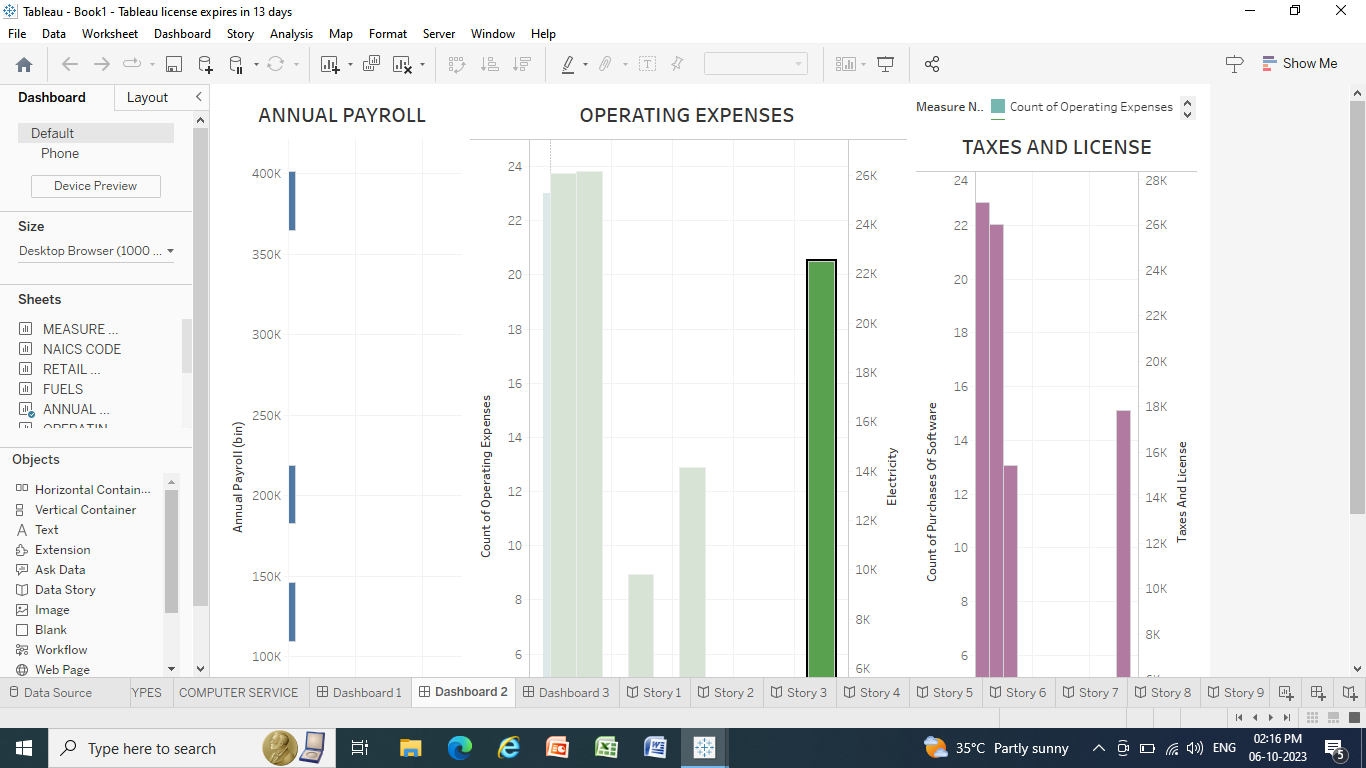 Tableau - Book1 - Tableau license expires in 13 days
File Data Worksheet Dashboard Story Analysis Map Format Server Window Help
Show Me
Dashboard Layout
Default
Phone
Device Preview
Size
Desktop Browser (1000 ...
Sheets
MEASURE ...
NAICS CODE
RETAIL ...
FUELS
ANNUAL ...
OPERATIN
Objects
Horizontal Contain...
Vertical Container
Text
Extension
Ask Data
Data Story
Image
Blank
Workflow
Web Page
ANNUAL PAYROLL
400K
350K
300K
250K
200K
150K
100K
Annual Payroll (bin)
OPERATING EXPENSES
24
22
20
18
16
14
12
10
8
6
Count of Operating Expenses
26K
24K
22K
20K
18K
16K
14K
12K
10K
8K
6K
Electricity
Measure N.. Count of Operating Expenses
TAXES AND LICENSE
24
22
20
18
16
14
12
10
8
6
Count of Purchases Of Software
28K
26K
24K
22K
20K
18K
16K
14K
12K
10K
8K
Taxes And License
Data Source YPES COMPUTER SERVICE Dashboard 1 Dashboard 2 Dashboard 3 Story 1 Story 2 Story 3 Story 4 Story 5 Story 6 Story 7 Story 8 Story 9
Type here to search
35°C Partly sunny
ENG
02:16 PM
06-10-2023
5